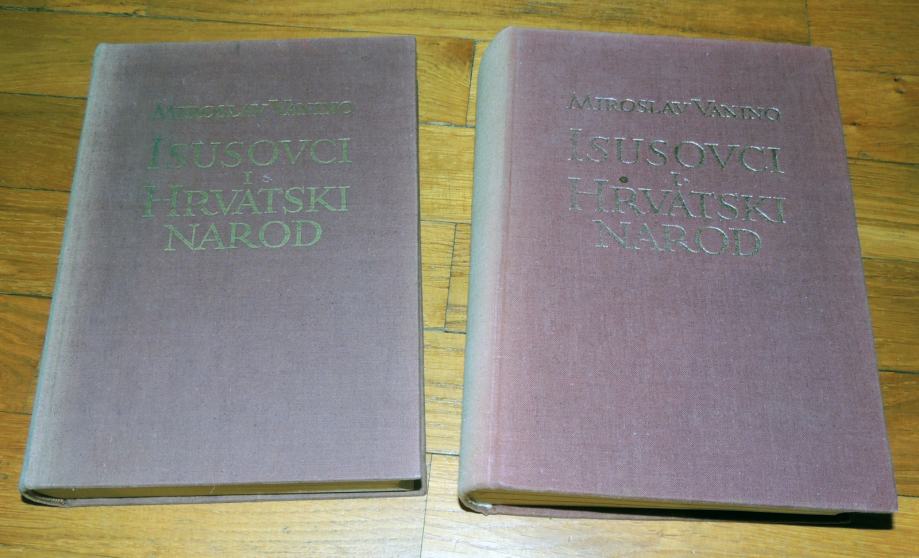 MIROSLAV VANINO
ISUSOVCI
I
HRVATSKI
NAROD
MIROSLAV VANINO
ISUSOVCI
I
HRVATSKI
NAROD